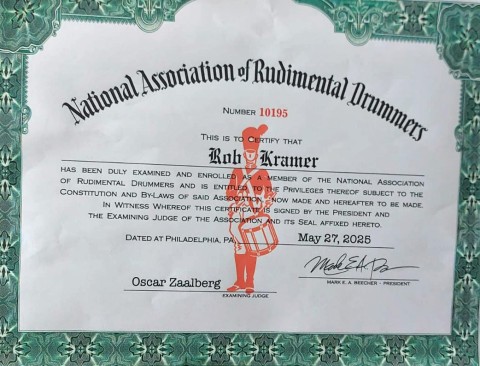 National Association of Rudimental Drummers
Number 10195
This is to Certify that
Rob Kramer
has been duly examined and enrolled as a member of the National Association
of Rudimental Drummers and is entitled to the Privileges thereof subject to the
Constitution and By-Laws of said Association now made and hereafter to be made.
In Witness Whereof this certificate is signed by the President and
the Examining Judge of the Association and its Seal affixed hereto.
Dated at Philadelphia, PA. May 27, 2025
Oscar Zaalberg
EXAMINING JUDGE
MARK E. A. BEECHER - PRESIDENT